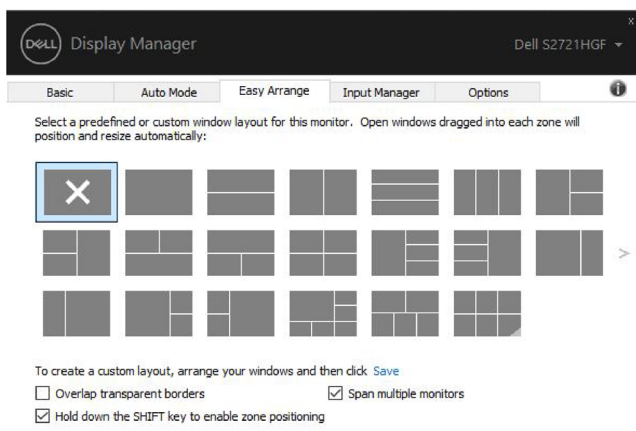 x
DELL Display Manager
Dell S2721HGF
Basic Auto Mode Easy Arrange Input Manager Options i
Select a predefined or custom window layout for this monitor. Open windows dragged into each zone will
position and resize automatically:
>
To create a custom layout, arrange your windows and then click Save
Overlap transparent borders Span multiple monitors
Hold down the SHIFT key to enable zone positioning